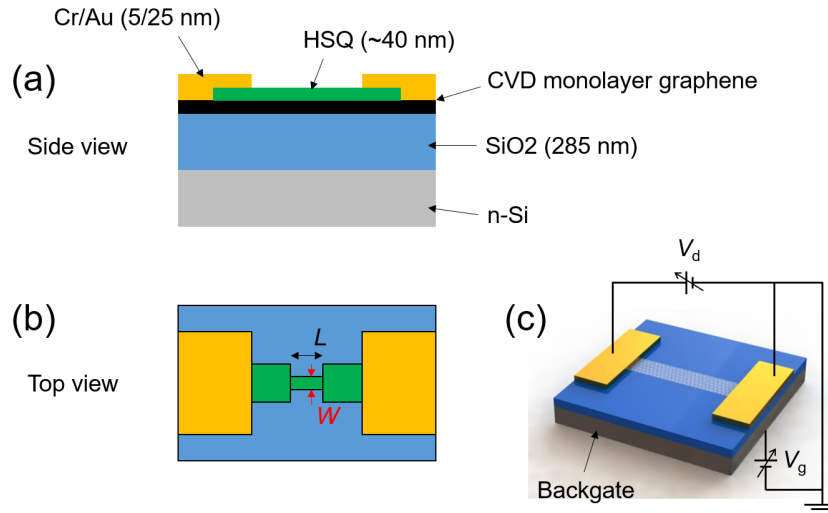 Cr/Au (5/25 nm)
HSQ (~40 nm)
(a)
CVD monolayer graphene
Side view
SiO2 (285 nm)
n-Si
Vd
(b)
(c)
L
Top view
W
Vg
Backgate